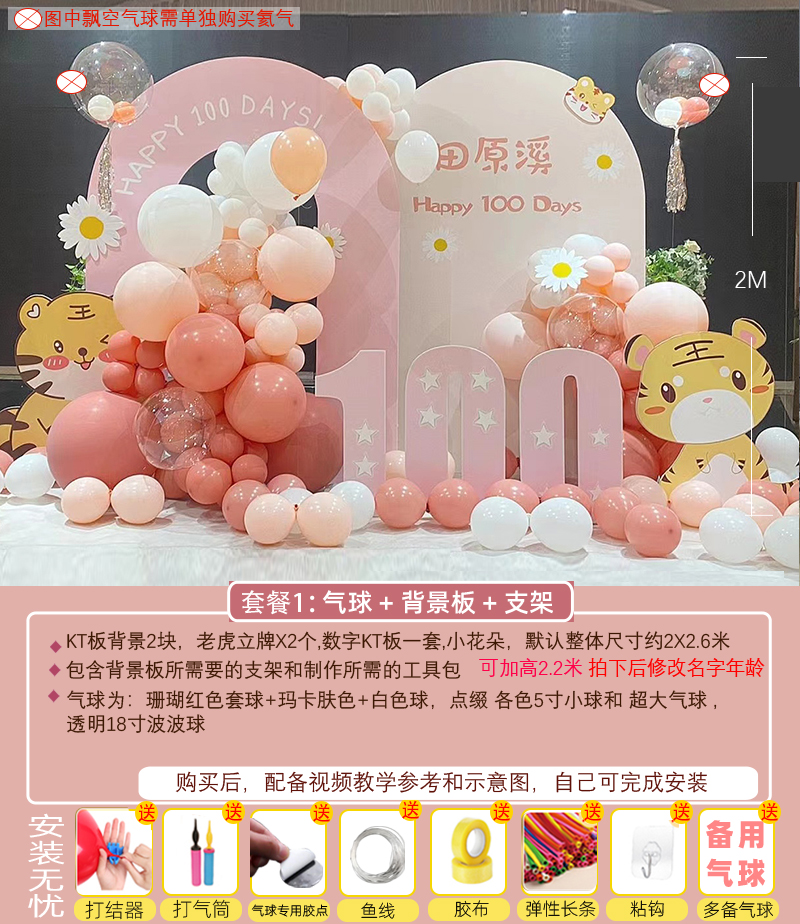 图中飘空气球需单独购买氦气
HAPPY 100 DAYS!
田原溪
Happy 100 Days
王
王
2M
100
套餐1：气球 + 背景板 + 支架
KT板背景2块，老虎立牌X2个,数字KT板一套,小花朵，默认整体尺寸约2X2.6米
包含背景板所需要的支架和制作所需的工具包 可加高2.2米 拍下后修改名字年龄
气球为：珊瑚红色套球+玛卡肤色+白色球，点缀 各色5寸小球和 超大气球，
透明18寸波波球
购买后，配备视频教学参考和示意图，自己可完成安装
安装无忧
送 送 送 送 送 送 送 送
备用
气球
打结器 打气筒 气球专用胶点 鱼线 胶布 弹性长条 粘钩 多备气球